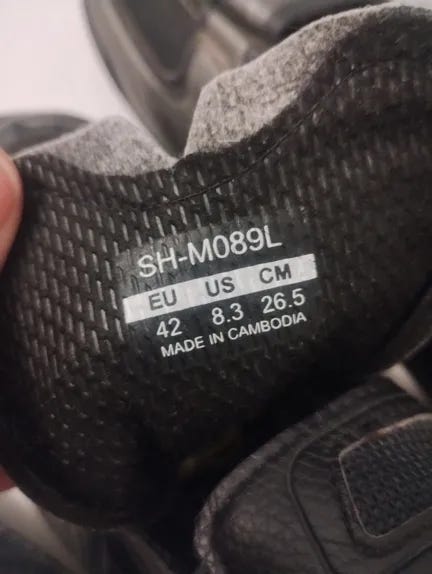 SH-M089L
EU US CM
42 8.3 26.5
MADE IN CAMBODIA